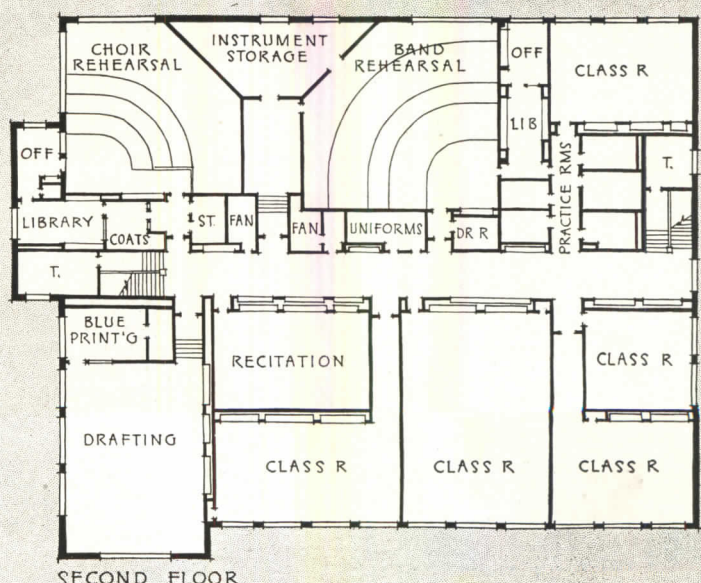 CHOIR
REHEARSAL
INSTRUMENT
STORAGE
BAND
REHEARSAL
OFF
CLASS R
LIB
OFF
PRACTICE RMS
T.
LIBRARY
COATS
ST.
FAN
FAN
UNIFORMS
DR R
T.
BLUE
PRINT'G
RECITATION
CLASS R
DRAFTING
CLASS R
CLASS R
CLASS R
SECOND FLOOR